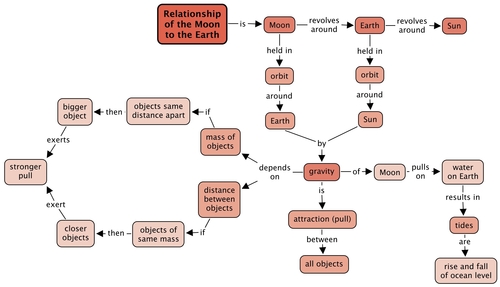 Relationship
of the Moon
to the Earth
is
Moon
revolves
around
Earth
revolves
around
Sun
held in
held in
orbit
orbit
around
around
Earth
Sun
by
bigger
object
then
objects same
distance apart
if
mass of
objects
exerts
stronger
pull
depends
on
gravity
of
Moon
pulls
on
water
on Earth
distance
between
objects
is
results in
exert
attraction (pull)
tides
closer
objects
then
objects of
same mass
if
between
are
all objects
rise and fall
of ocean level